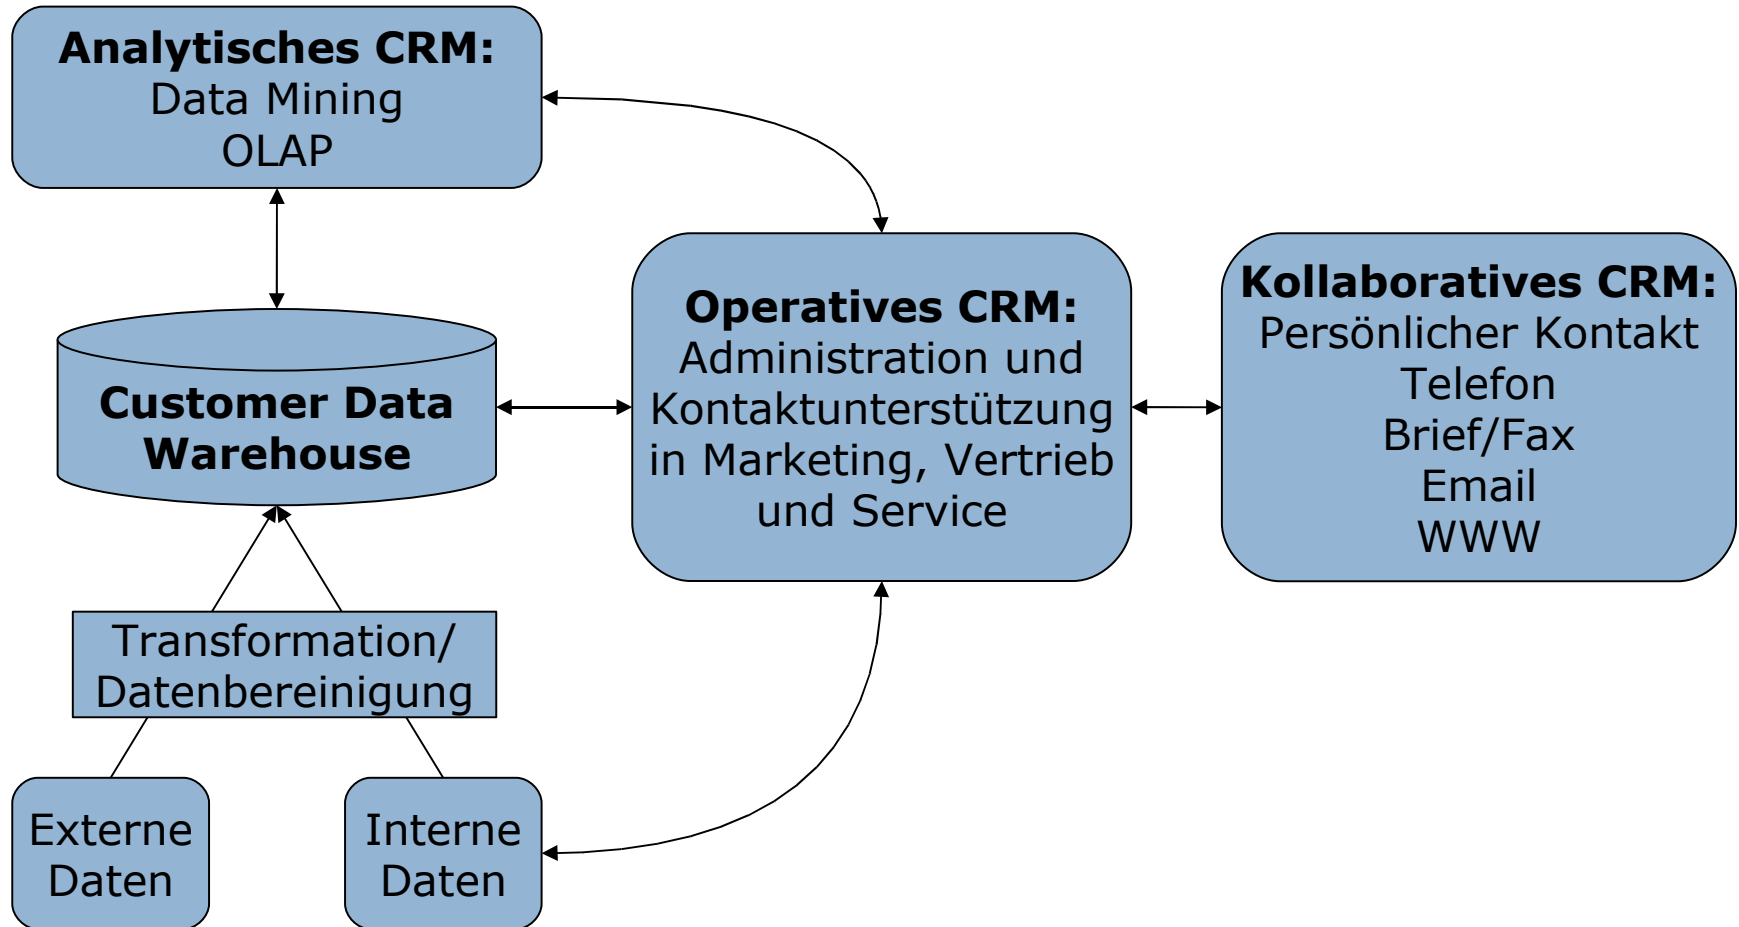 Analytisches CRM:
Data Mining
OLAP
Operatives CRM:
Administration und
Kontaktunterstützung
in Marketing, Vertrieb
und Service
Kollaboratives CRM:
Persönlicher Kontakt
Telefon
Brief/Fax
Email
WWW
Customer Data
Warehouse
Transformation/
Datenbereinigung
Externe
Daten
Interne
Daten